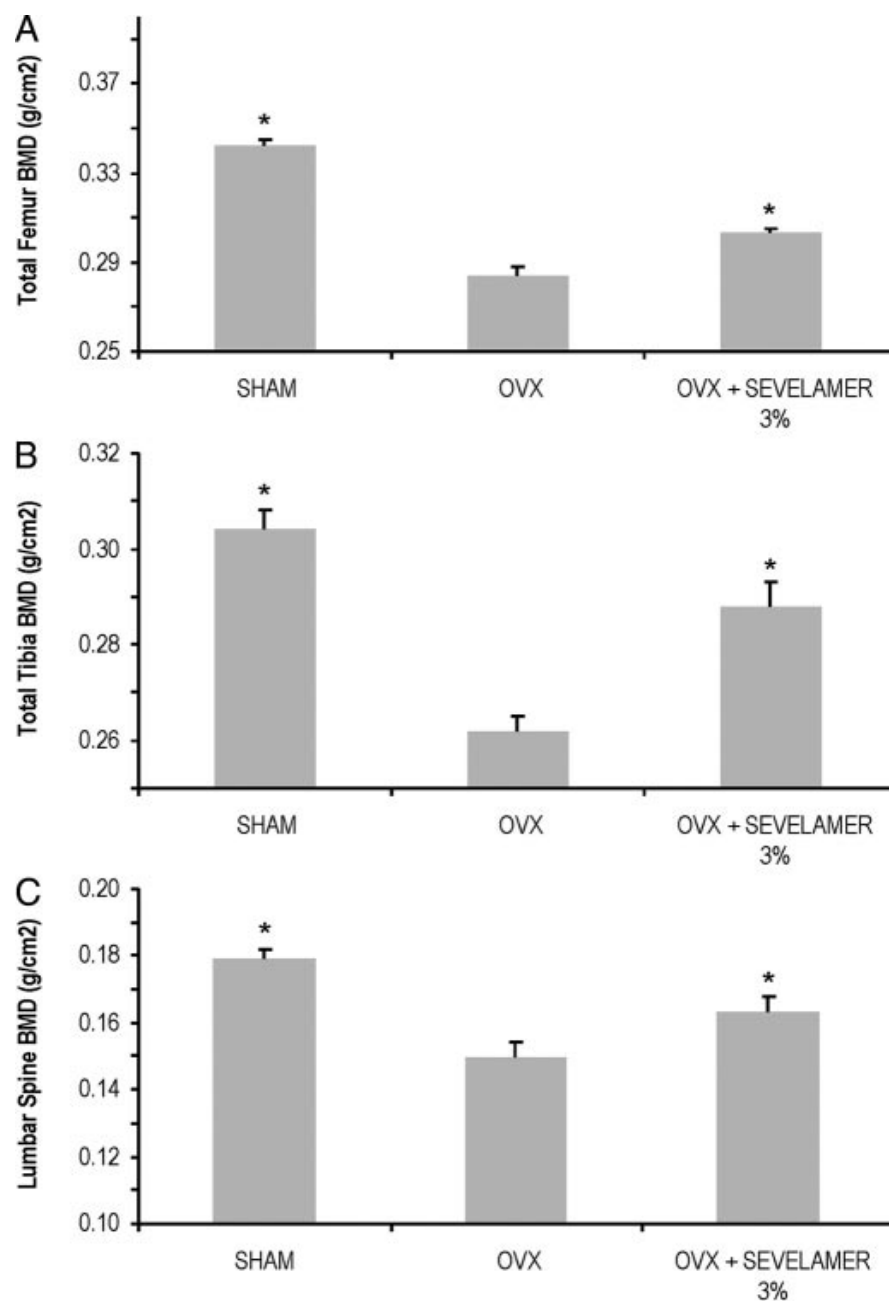 A
Total Femur BMD (g/cm2)
0.37
0.33
0.29
0.25
*
*
SHAM
OVX
OVX + SEVELAMER
3%
B
Total Tibia BMD (g/cm2)
0.32
0.30
0.28
0.26
*
*
SHAM
OVX
OVX + SEVELAMER
3%
C
Lumbar Spine BMD (g/cm2)
0.20
0.18
0.16
0.14
0.12
0.10
*
*
SHAM
OVX
OVX + SEVELAMER
3%